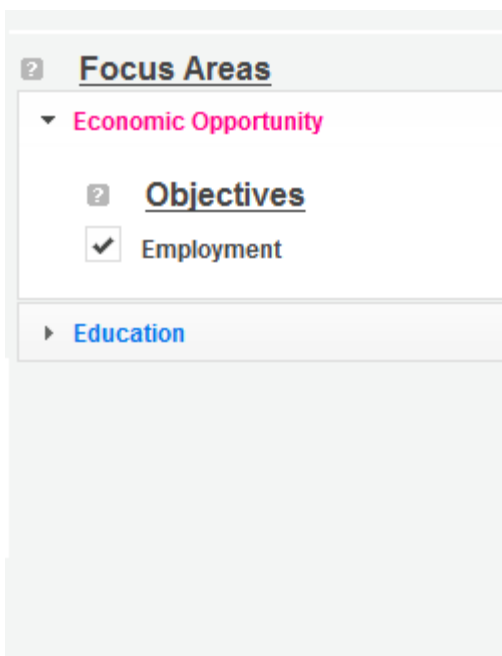 ? Focus Areas
Economic Opportunity
? Objectives
Employment
Education